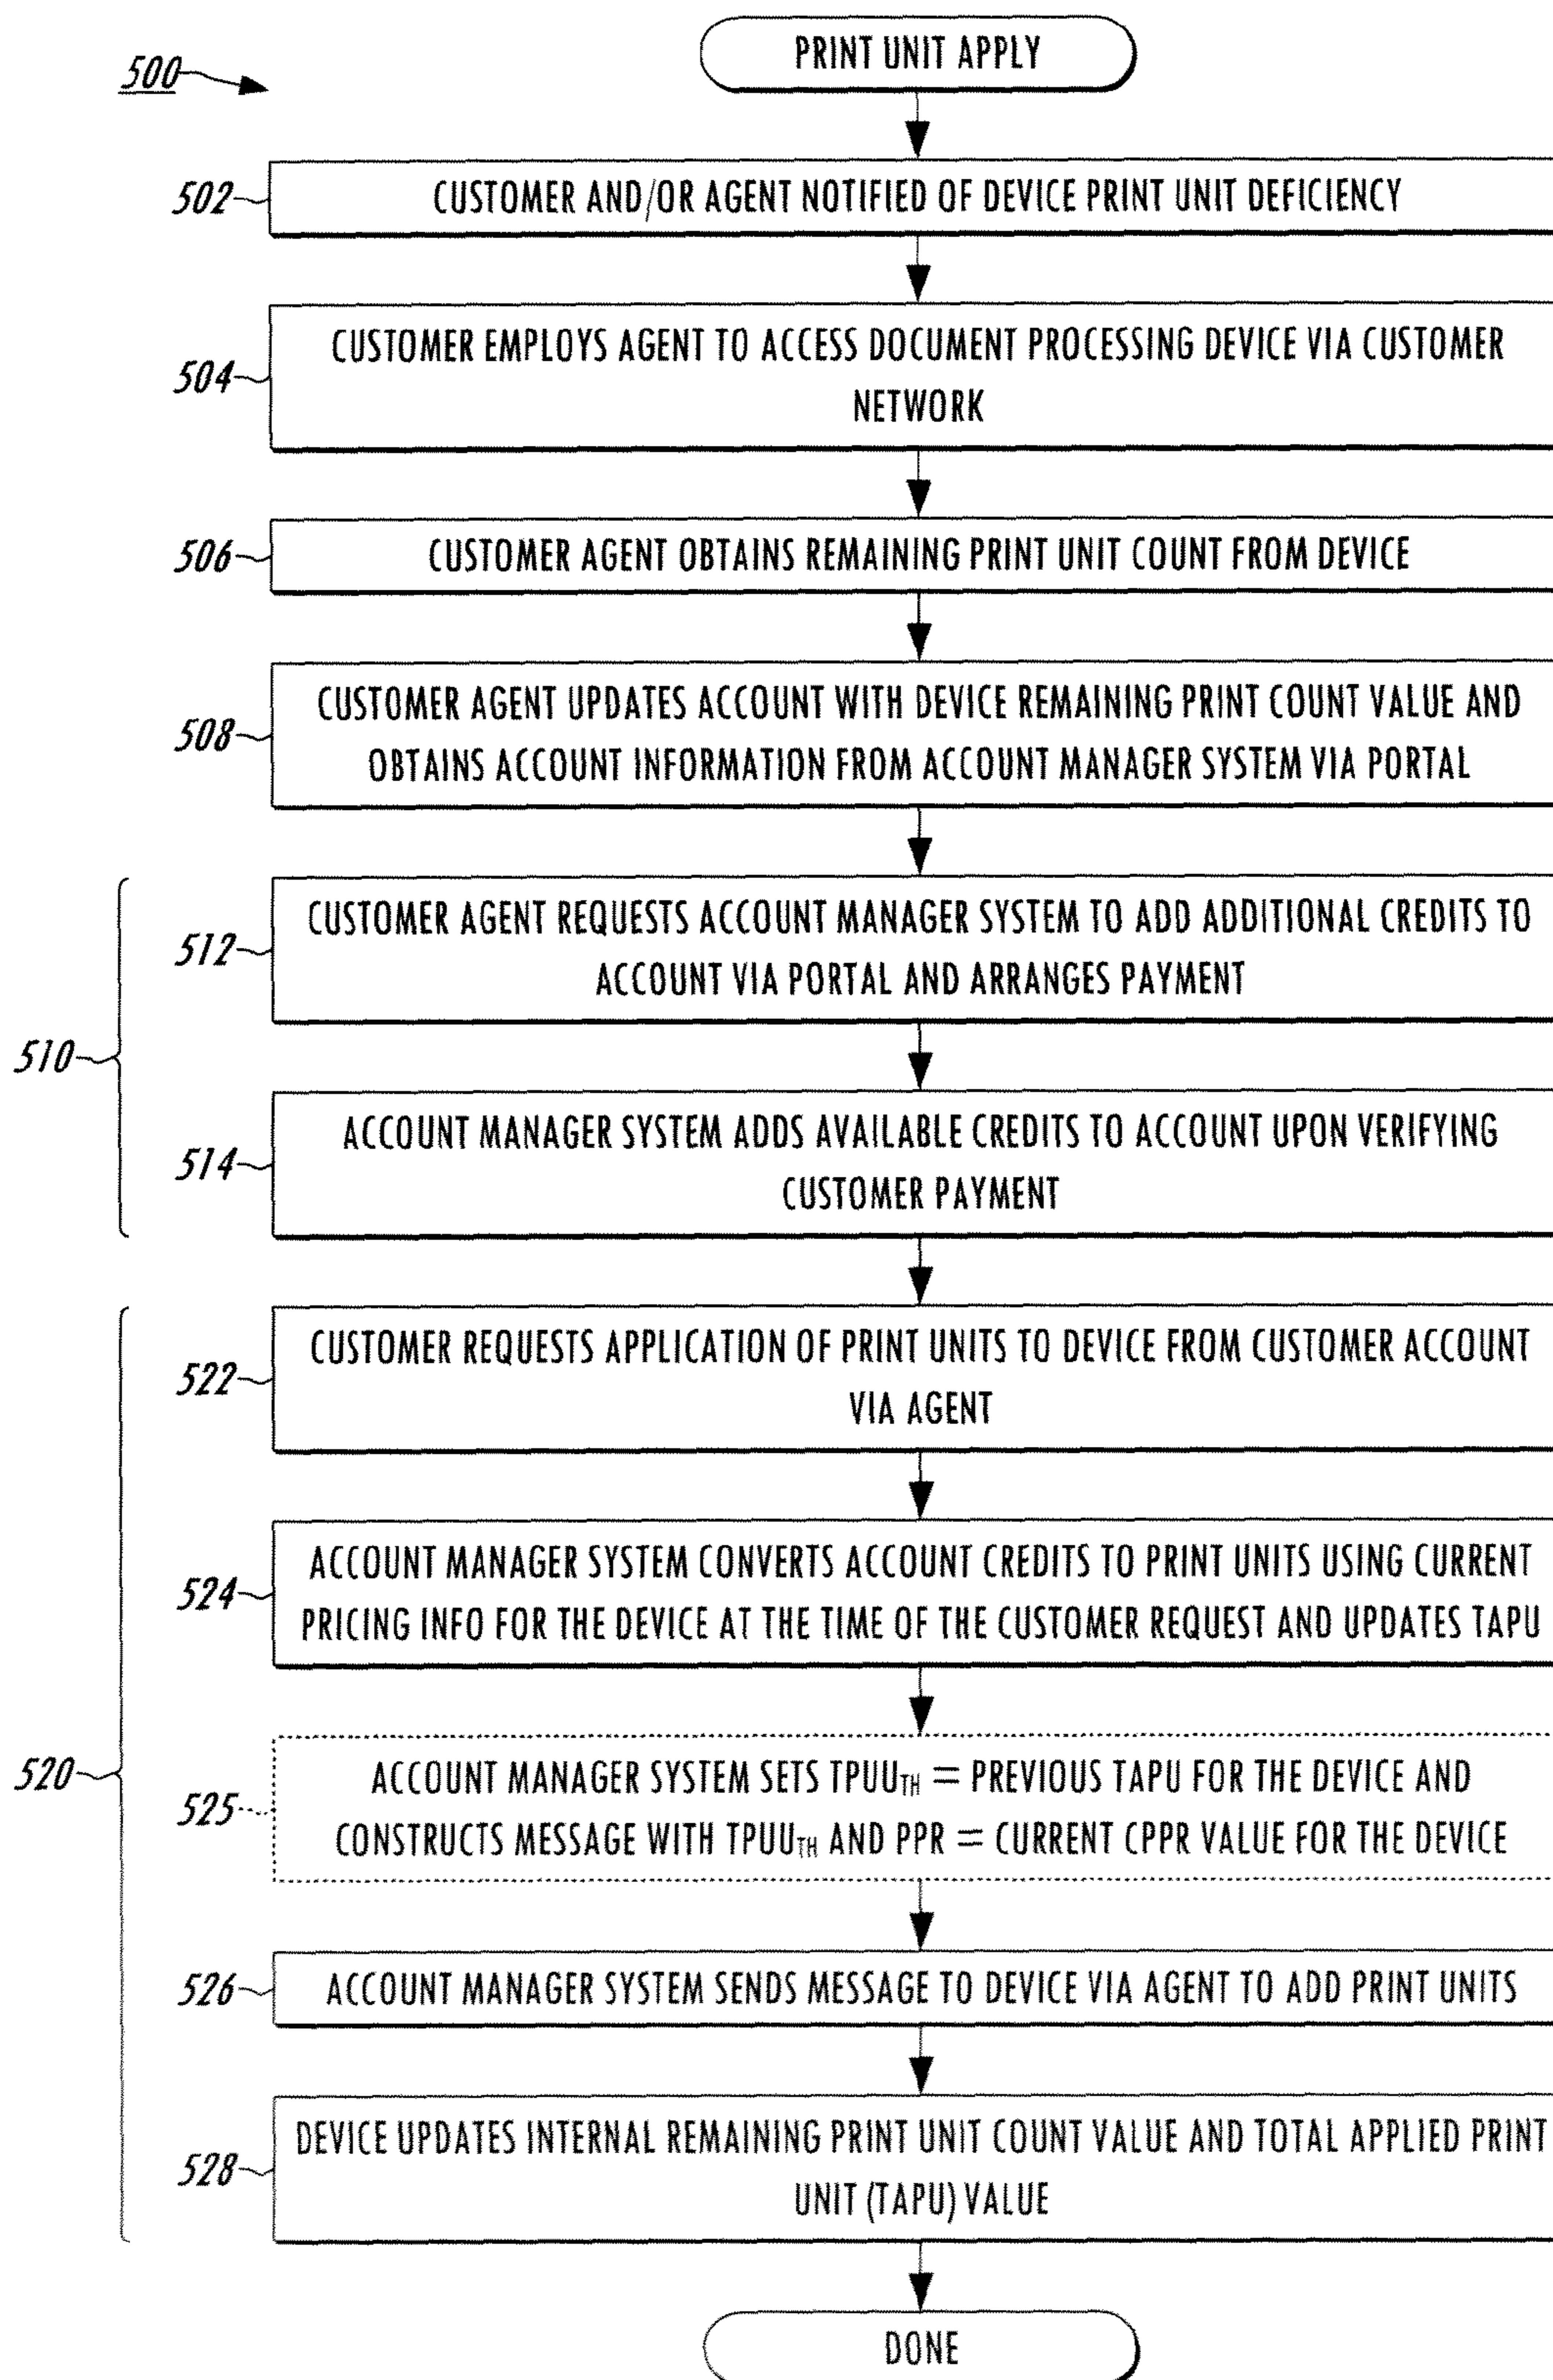 500
PRINT UNIT APPLY
502
CUSTOMER AND/OR AGENT NOTIFIED OF DEVICE PRINT UNIT DEFICIENCY
504
CUSTOMER EMPLOYS AGENT TO ACCESS DOCUMENT PROCESSING DEVICE VIA CUSTOMER
NETWORK
506
CUSTOMER AGENT OBTAINS REMAINING PRINT UNIT COUNT FROM DEVICE
508
CUSTOMER AGENT UPDATES ACCOUNT WITH DEVICE REMAINING PRINT COUNT VALUE AND
OBTAINS ACCOUNT INFORMATION FROM ACCOUNT MANAGER SYSTEM VIA PORTAL
510
512
CUSTOMER AGENT REQUESTS ACCOUNT MANAGER SYSTEM TO ADD ADDITIONAL CREDITS TO
ACCOUNT VIA PORTAL AND ARRANGES PAYMENT
514
ACCOUNT MANAGER SYSTEM ADDS AVAILABLE CREDITS TO ACCOUNT UPON VERIFYING
CUSTOMER PAYMENT
520
522
CUSTOMER REQUESTS APPLICATION OF PRINT UNITS TO DEVICE FROM CUSTOMER ACCOUNT
VIA AGENT
524
ACCOUNT MANAGER SYSTEM CONVERTS ACCOUNT CREDITS TO PRINT UNITS USING CURRENT
PRICING INFO FOR THE DEVICE AT THE TIME OF THE CUSTOMER REQUEST AND UPDATES TAPU
525
ACCOUNT MANAGER SYSTEM SETS TPUU_TH = PREVIOUS TAPU FOR THE DEVICE AND
CONSTRUCTS MESSAGE WITH TPUU_TH AND PPR = CURRENT CPPR VALUE FOR THE DEVICE
526
ACCOUNT MANAGER SYSTEM SENDS MESSAGE TO DEVICE VIA AGENT TO ADD PRINT UNITS
528
DEVICE UPDATES INTERNAL REMAINING PRINT UNIT COUNT VALUE AND TOTAL APPLIED PRINT
UNIT (TAPU) VALUE
DONE